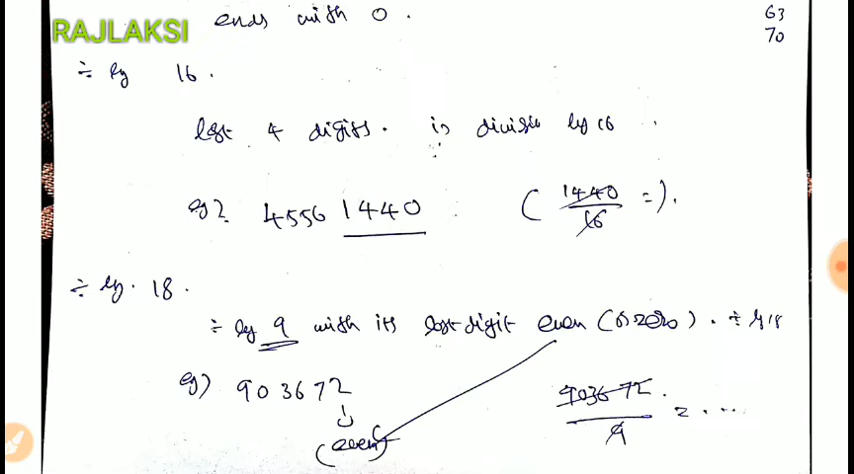 ends with 0.
63
70
RAJLAKSI
÷ by 16.
last 4 digits. is divisible by 16
eg) 45561440 (1440/16 =).
÷ by. 18.
÷ by 9 with its last digit even (or zero). ÷ by 18
eg) 903672 903672/9 = ....
(even)